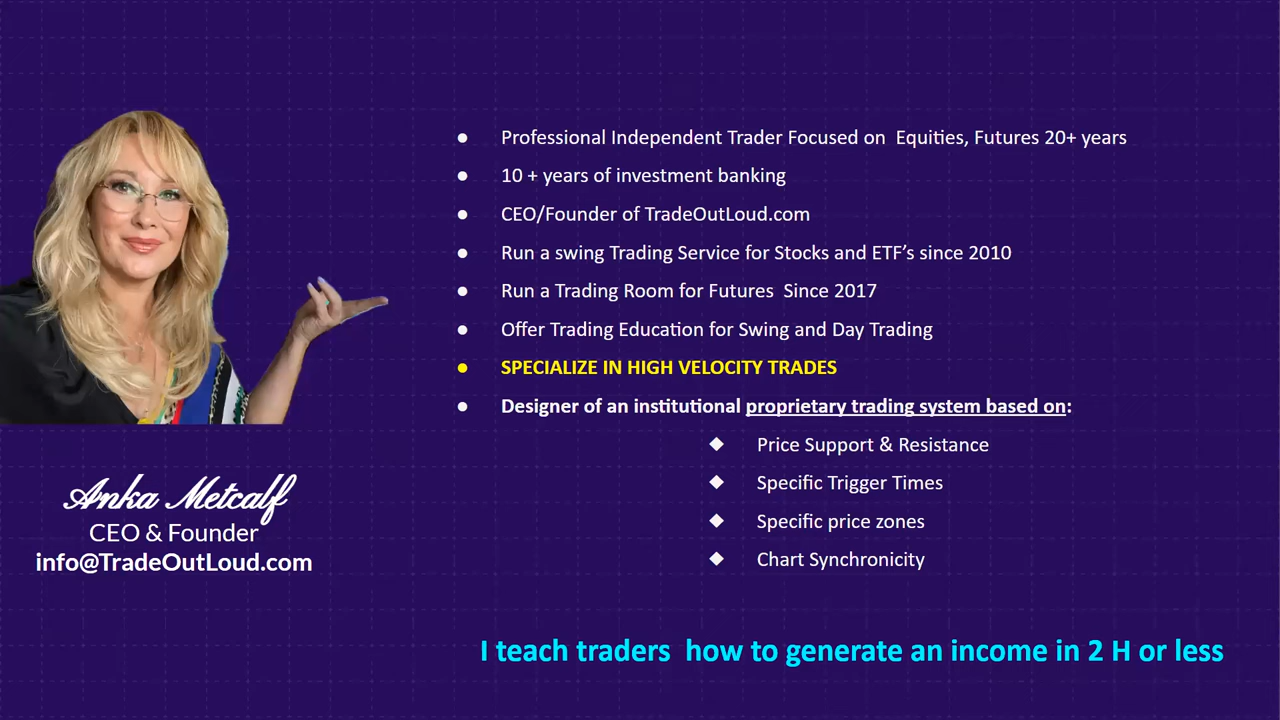 Professional Independent Trader Focused on Equities, Futures 20+ years
10 + years of investment banking
CEO/Founder of TradeOutLoud.com
Run a swing Trading Service for Stocks and ETF’s since 2010
Run a Trading Room for Futures Since 2017
Offer Trading Education for Swing and Day Trading
SPECIALIZE IN HIGH VELOCITY TRADES
Designer of an institutional proprietary trading system based on:
Price Support & Resistance
Specific Trigger Times
Specific price zones
Chart Synchronicity
Anka Metcalf
CEO & Founder
info@TradeOutLoud.com
I teach traders how to generate an income in 2 H or less